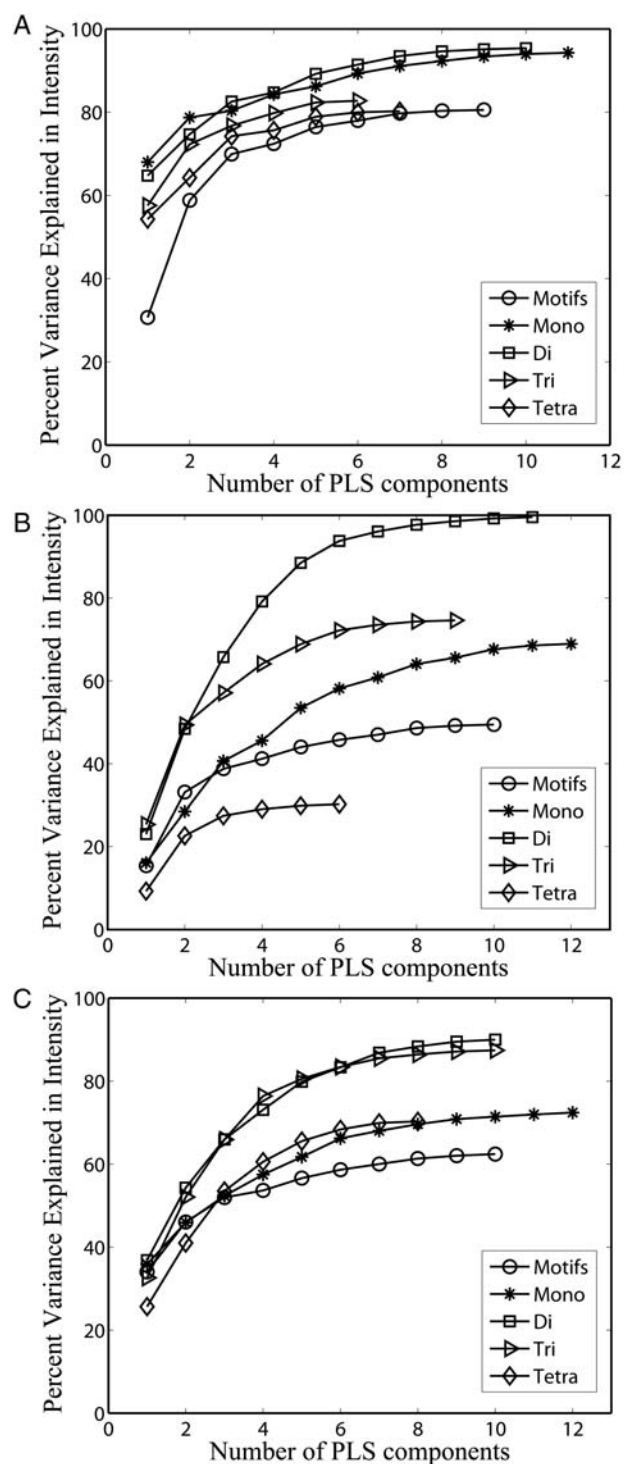 A
Percent Variance Explained in Intensity
100
80
60
40
20
0
0 2 4 6 8 10 12
Number of PLS components
Motifs
Mono
Di
Tri
Tetra
B
Percent Variance Explained in Intensity
100
80
60
40
20
0
0 2 4 6 8 10 12
Number of PLS components
Motifs
Mono
Di
Tri
Tetra
C
Percent Variance Explained in Intensity
100
80
60
40
20
0
0 2 4 6 8 10 12
Number of PLS components
Motifs
Mono
Di
Tri
Tetra